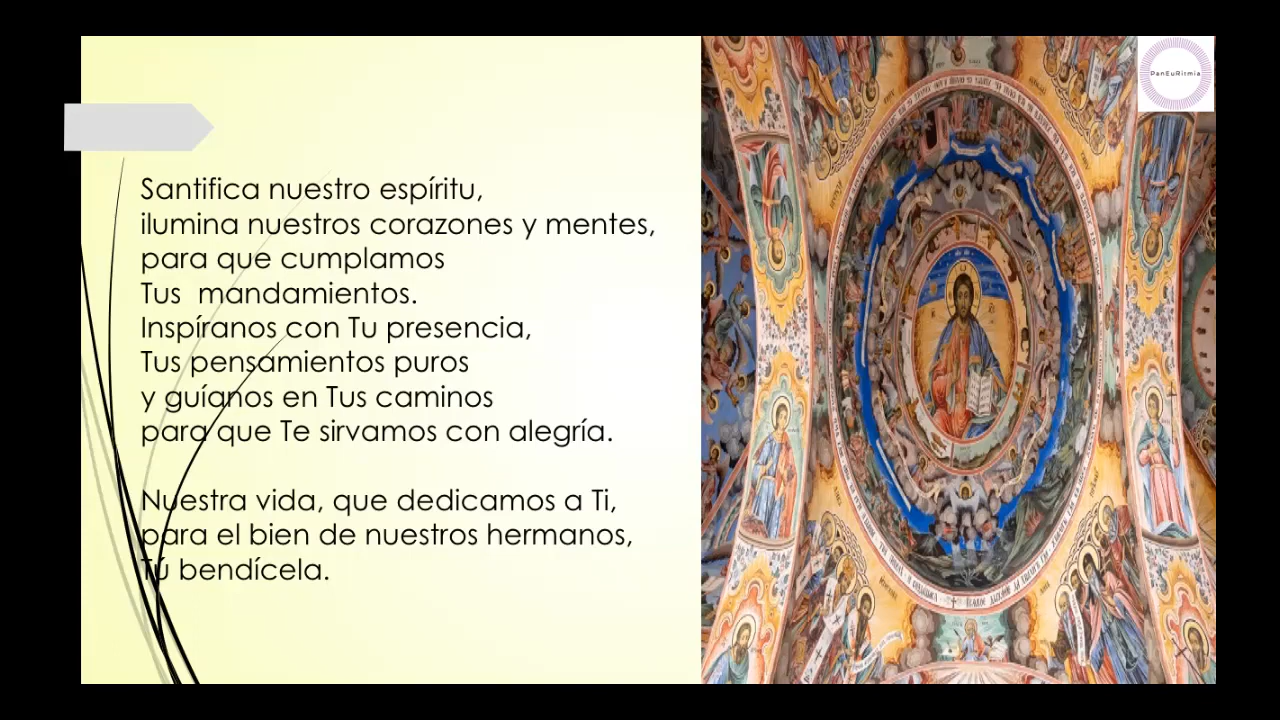 Santifica nuestro espíritu,
ilumina nuestros corazones y mentes,
para que cumplamos
Tus mandamientos.
Inspíranos con Tu presencia,
Tus pensamientos puros
y guíanos en Tus caminos
para que Te sirvamos con alegría.
Nuestra vida, que dedicamos a Ti,
para el bien de nuestros hermanos,
Tú bendícela.
PanEuRitmia